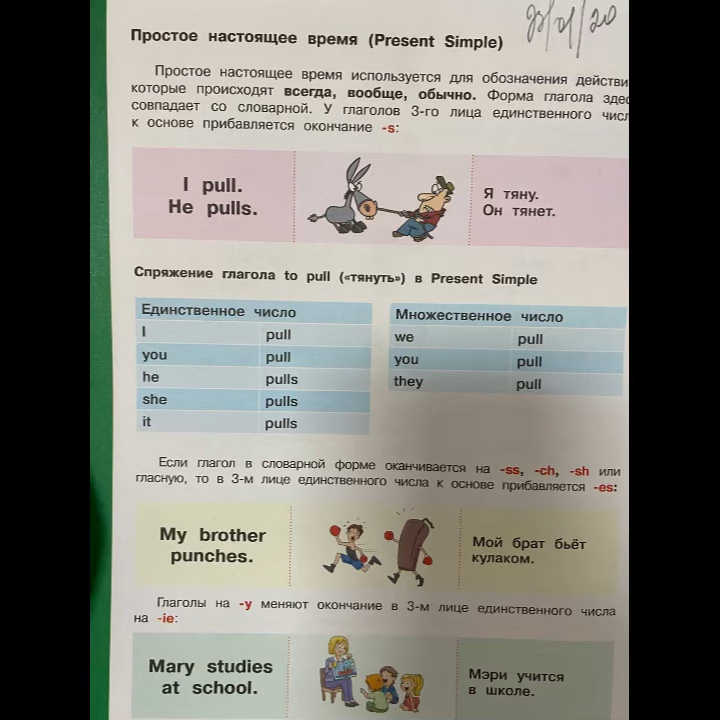 23/01/20
Простое настоящее время (Present Simple)
Простое настоящее время используется для обозначения действи
которые происходят всегда, вообще, обычно. Форма глагола здес
совпадает со словарной. У глаголов 3-го лица единственного числ
к основе прибавляется окончание -s:
I pull.
He pulls.
Я тяну.
Он тянет.
Спряжение глагола to pull («тянуть») в Present Simple
Единственное число
I pull
you pull
he pulls
she pulls
it pulls
Множественное число
we pull
you pull
they pull
Если глагол в словарной форме оканчивается на -ss, -ch, -sh или
гласную, то в 3-м лице единственного числа к основе прибавляется -es:
My brother
punches.
Мой брат бьёт
кулаком.
Глаголы на -y меняют окончание в 3-м лице единственного числа
на -ie:
Mary studies
at school.
Мэри учится
в школе.